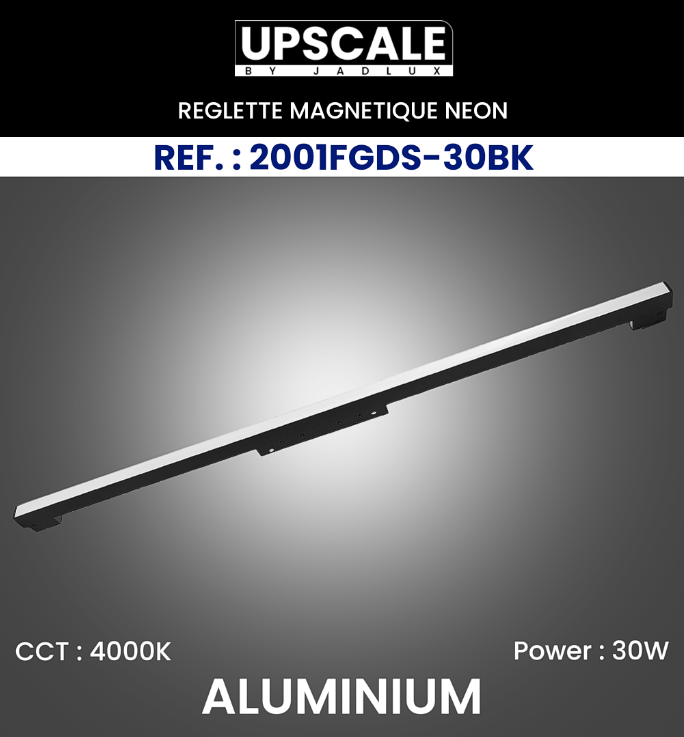 UPSCALE
BY JADLUX
REGLETTE MAGNETIQUE NEON
REF. : 2001FGDS-30BK
CCT : 4000K
Power : 30W
ALUMINIUM